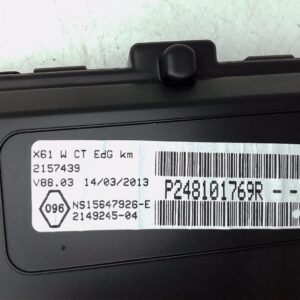 X61 W CT EdG km
2157439
V88.03 14/03/2013
P248101769R - -
096
NS15647926-E
2149245-04